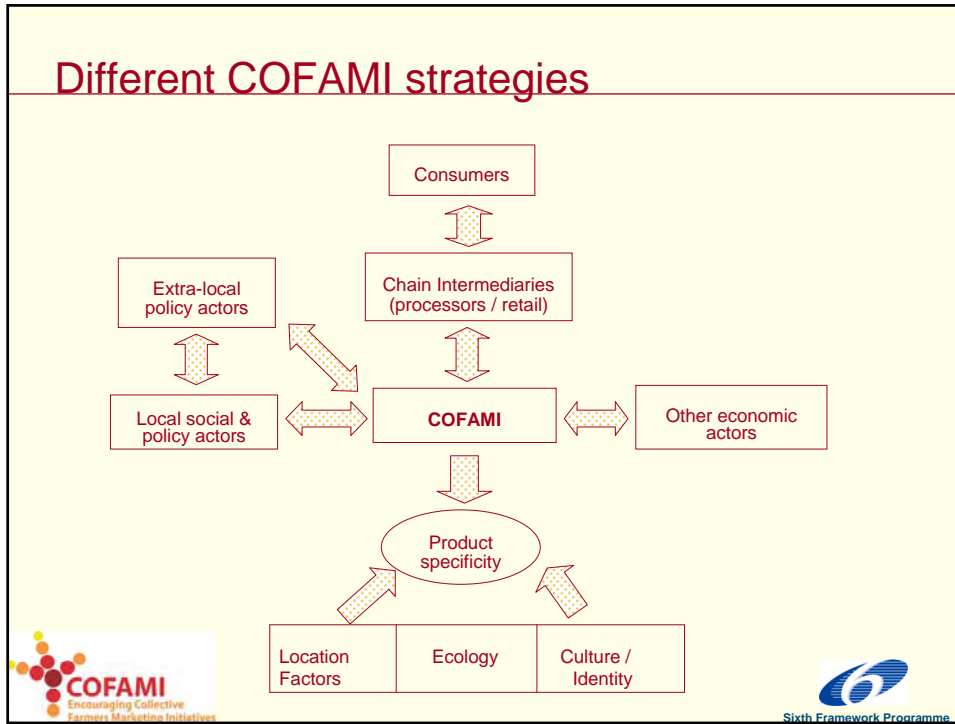 Different COFAMI strategies
Consumers
Extra-local
policy actors
Chain Intermediaries
(processors / retail)
Local social &
policy actors
COFAMI
Other economic
actors
Product
specificity
Location
Factors
Ecology
Culture /
Identity
COFAMI
Encouraging Collective
Farmers Marketing Initiatives
6
Sixth Framework Programme